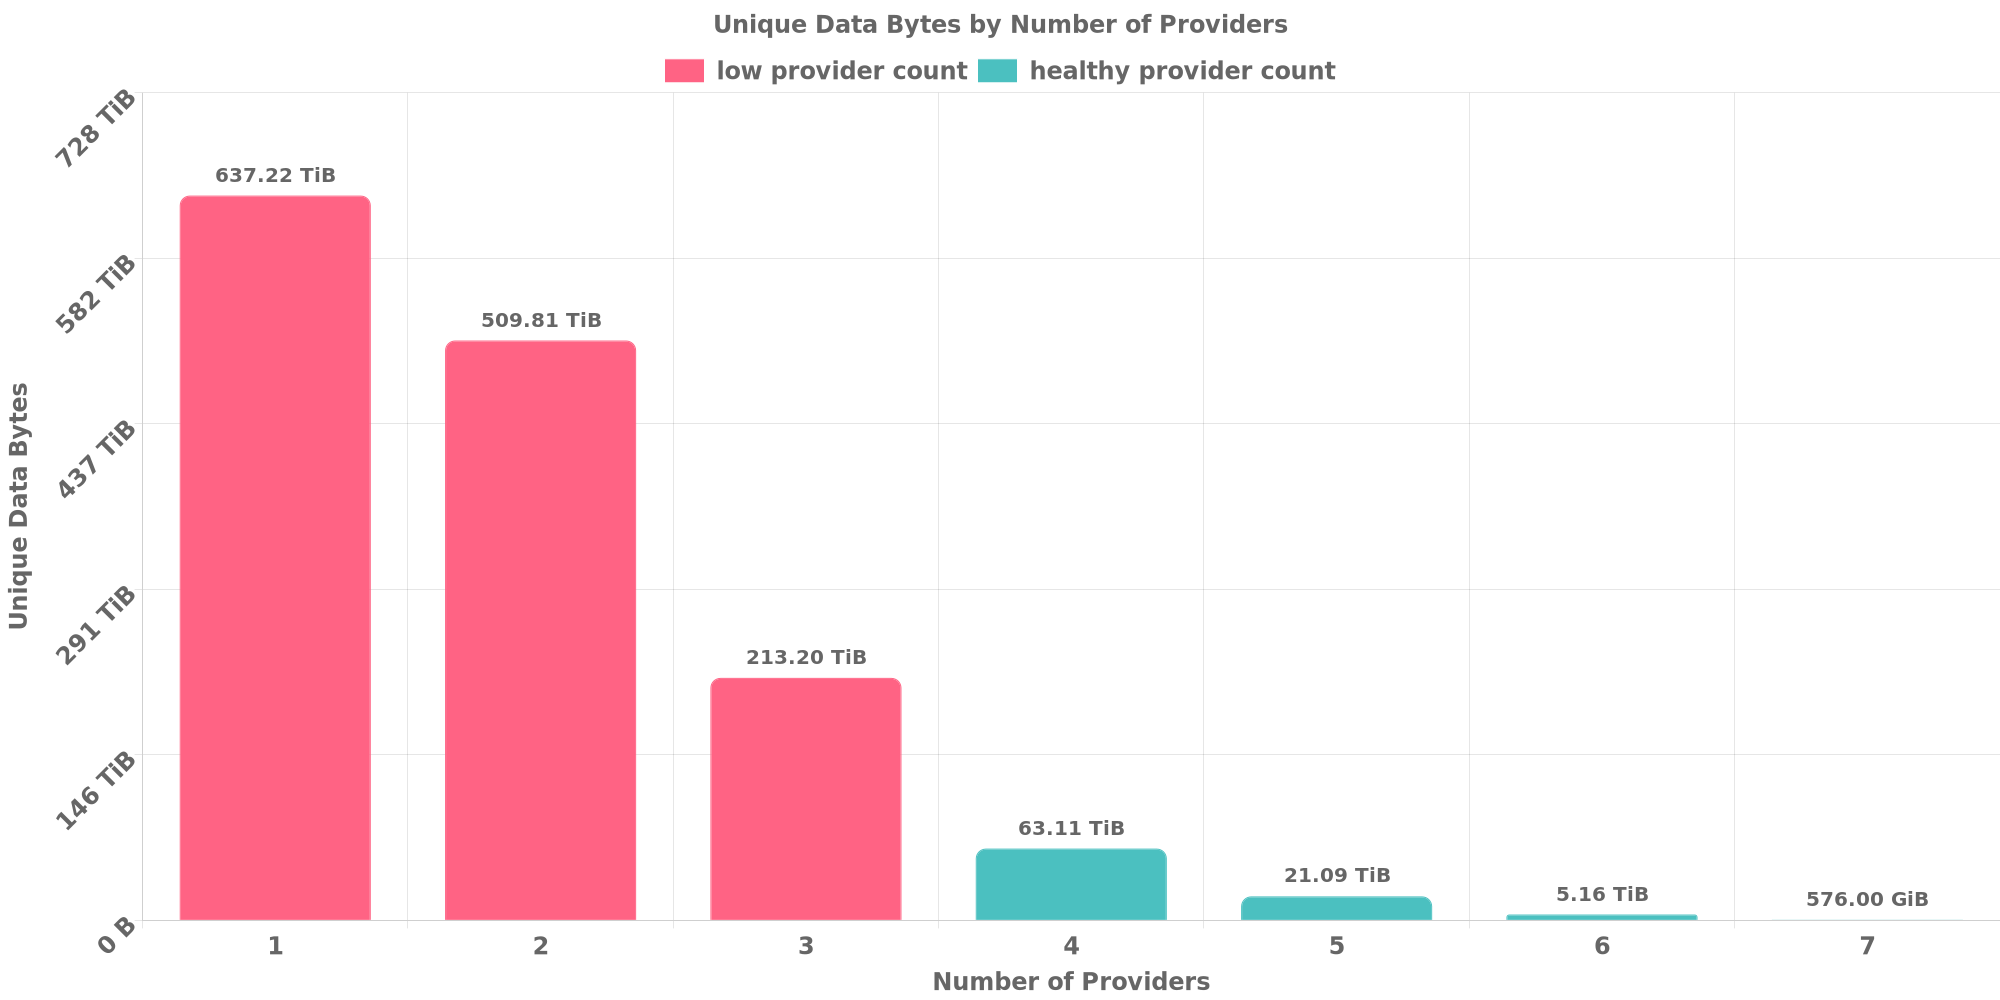 Unique Data Bytes by Number of Providers
low provider count
healthy provider count
728 TiB
582 TiB
437 TiB
291 TiB
146 TiB
0 B
Unique Data Bytes
637.22 TiB
509.81 TiB
213.20 TiB
63.11 TiB
21.09 TiB
5.16 TiB
576.00 GiB
1
2
3
4
5
6
7
Number of Providers